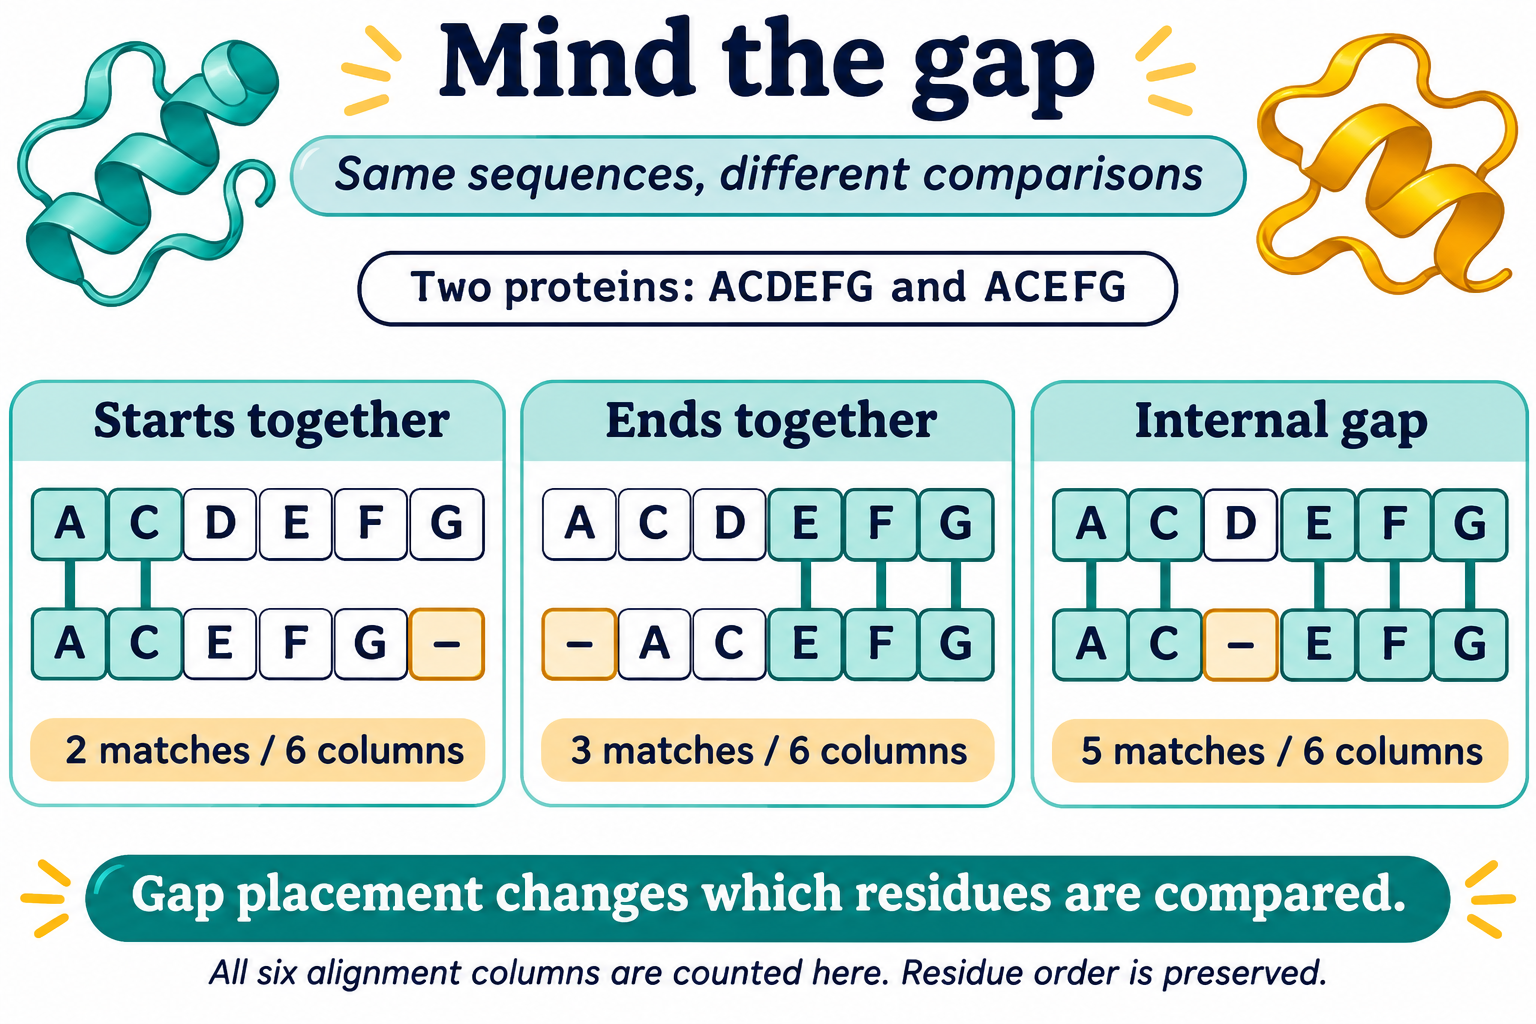 Mind the gap
Same sequences, different comparisons
Two proteins: ACDEFG and ACEFG
Starts together
A C D E F G
A C E F G –
2 matches / 6 columns
Ends together
A C D E F G
– A C E F G
3 matches / 6 columns
Internal gap
A C D E F G
A C – E F G
5 matches / 6 columns
Gap placement changes which residues are compared.
All six alignment columns are counted here. Residue order is preserved.